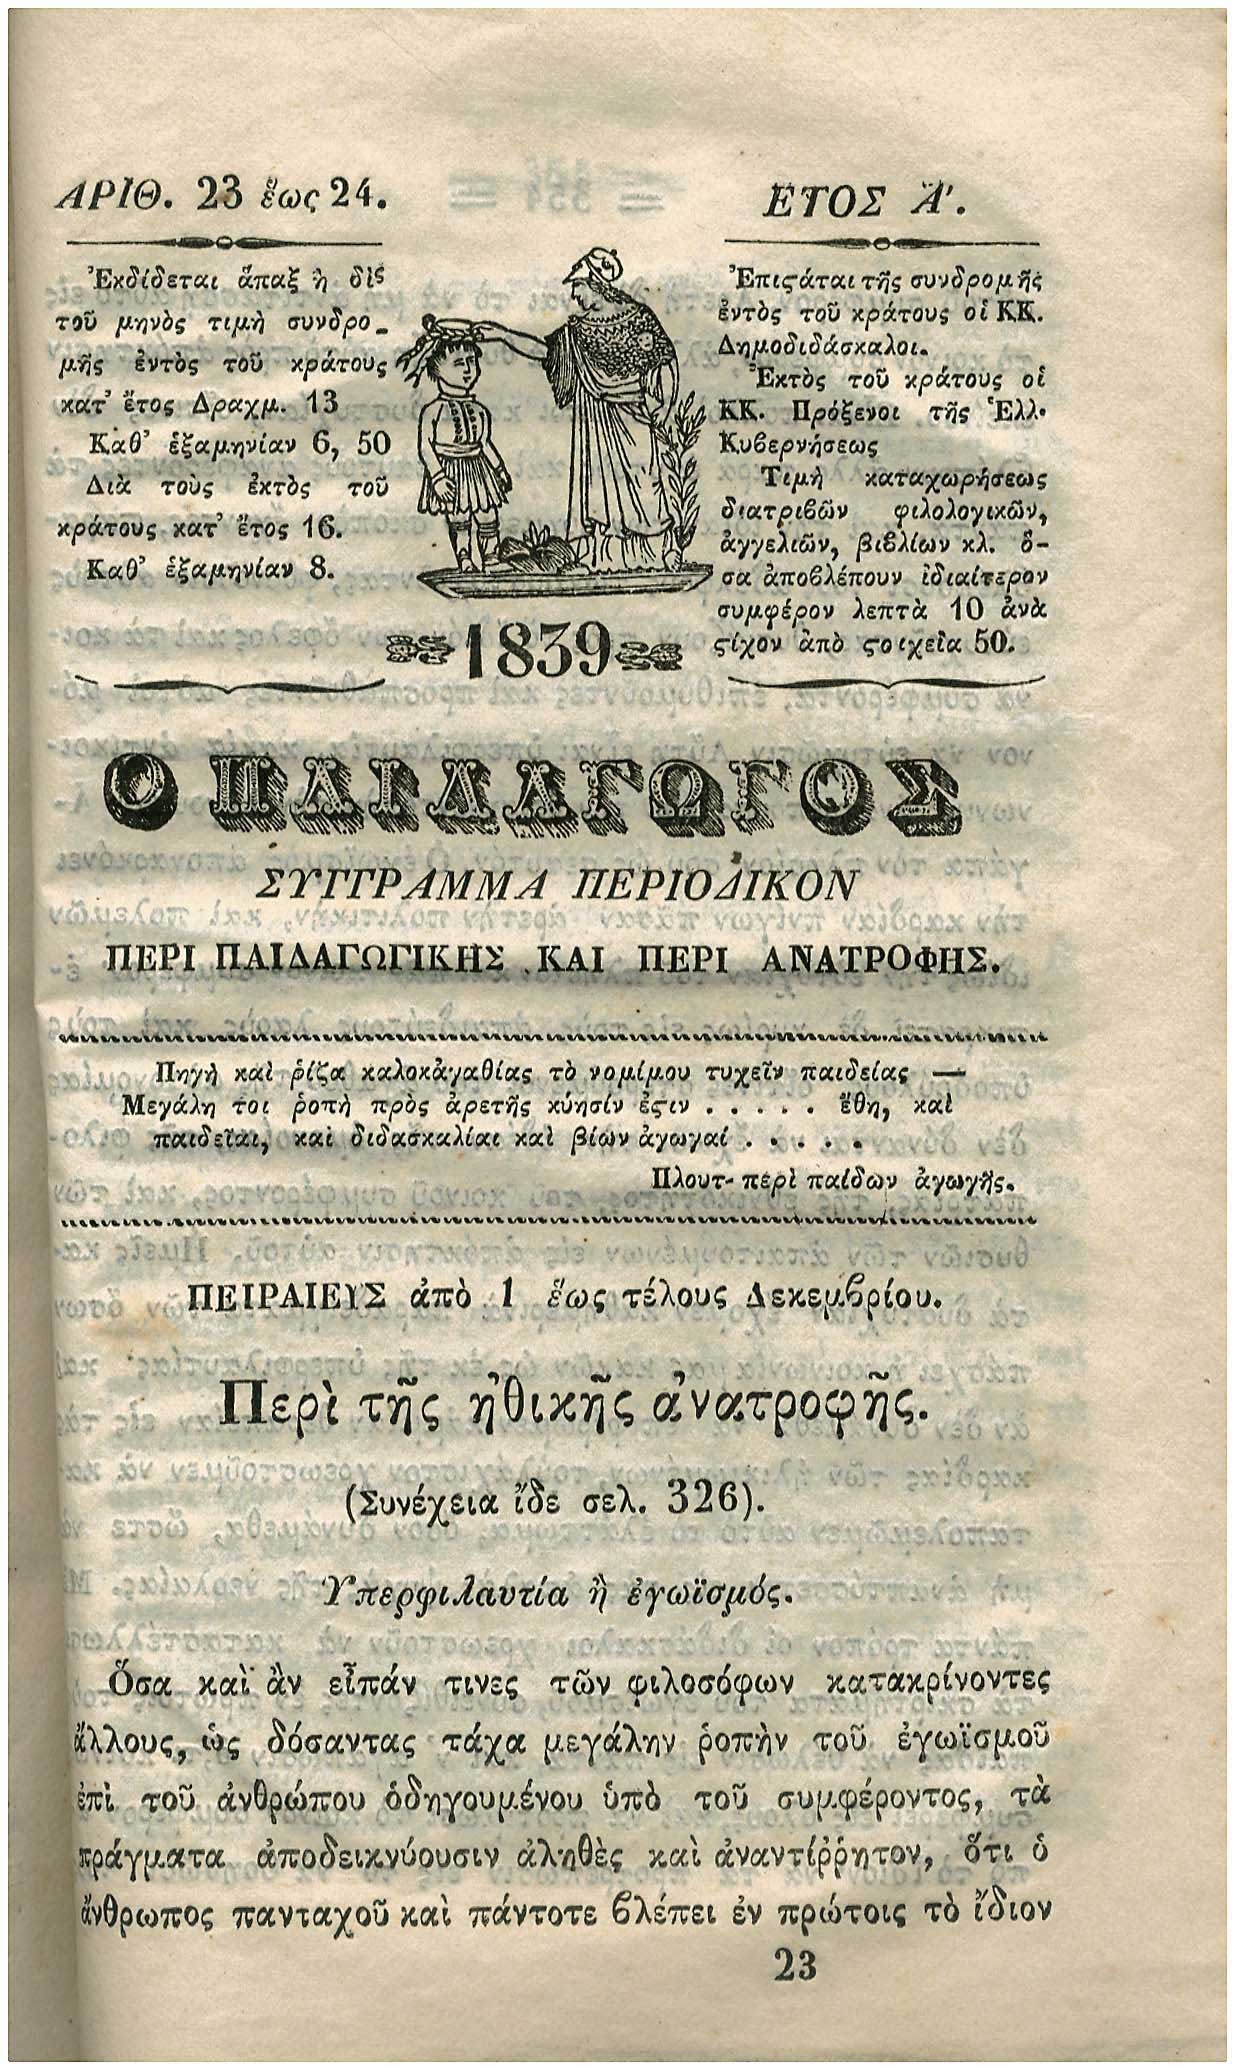 ΑΡΙΘ. 23 ἕως 24.
ΕΤΟΣ Α΄.
Ἐκδίδεται ἅπαξ ἢ δὶς
τοῦ μηνὸς τιμὴ συνδρο-
μῆς ἐντὸς τοῦ κράτους
κατ’ ἔτος Δραχμ. 13
Καθ’ ἑξαμηνίαν 6, 50
Διὰ τοὺς ἐκτὸς τοῦ
κράτους κατ’ ἔτος 16.
Καθ’ ἑξαμηνίαν 8.
Ἐπιϛάται τῆς συνδρομῆς
ἐντὸς τοῦ κράτους οἱ ΚΚ.
Δημοδιδάσκαλοι.
Ἐκτὸς τοῦ κράτους οἱ
ΚΚ. Πρόξενοι τῆς Ἑλλ.
Κυβερνήσεως
Τιμὴ καταχωρήσεως
διατριβῶν φιλολογικῶν,
ἀγγελιῶν, βιβλίων κλ. ὅ-
σα ἀποβλέπουν ἰδιαίτερον
συμφέρον λεπτὰ 10 ἀνὰ
ϛίχον ἀπὸ ϛοιχεῖα 50.
1839
Ο ΠΑΙΔΑΓΩΓΟΣ
ΣΥΓΓΡΑΜΜΑ ΠΕΡΙΟΔΙΚΟΝ
ΠΕΡΙ ΠΑΙΔΑΓΩΓΙΚΗΣ ΚΑΙ ΠΕΡΙ ΑΝΑΤΡΟΦΗΣ.
Πηγὴ καὶ ῥίζα καλοκἀγαθίας τὸ νομίμου τυχεῖν παιδείας —
Μεγάλη τοι ῥοπὴ πρὸς ἀρετῆς κύησίν ἐϛιν . . . . . ἔθη, καὶ
παιδεῖαι, καὶ διδασκαλίαι καὶ βίων ἀγωγαί . . . . .
Πλουτ- περὶ παίδων ἀγωγῆς.
ΠΕΙΡΑΙΕΥΣ ἀπὸ 1 ἕως τέλους Δεκεμβρίου.
Περὶ τῆς ἠθικῆς ἀνατροφῆς.
(Συνέχεια ἴδε σελ. 326).
Ὑπερφιλαυτία ἢ ἐγωϊσμός.
Ὅσα καὶ ἂν εἶπάν τινες τῶν φιλοσόφων κατακρίνοντες
ἄλλους, ὡς δόσαντας τάχα μεγάλην ῥοπὴν τοῦ ἐγωϊσμοῦ
ἐπὶ τοῦ ἀνθρώπου ὁδηγουμένου ὑπὸ τοῦ συμφέροντος, τὰ
πράγματα ἀποδεικνύουσιν ἀληθὲς καὶ ἀναντίῤῥητον, ὅτι ὁ
ἄνθρωπος πανταχοῦ καὶ πάντοτε βλέπει ἐν πρώτοις τὸ ἴδιον
23